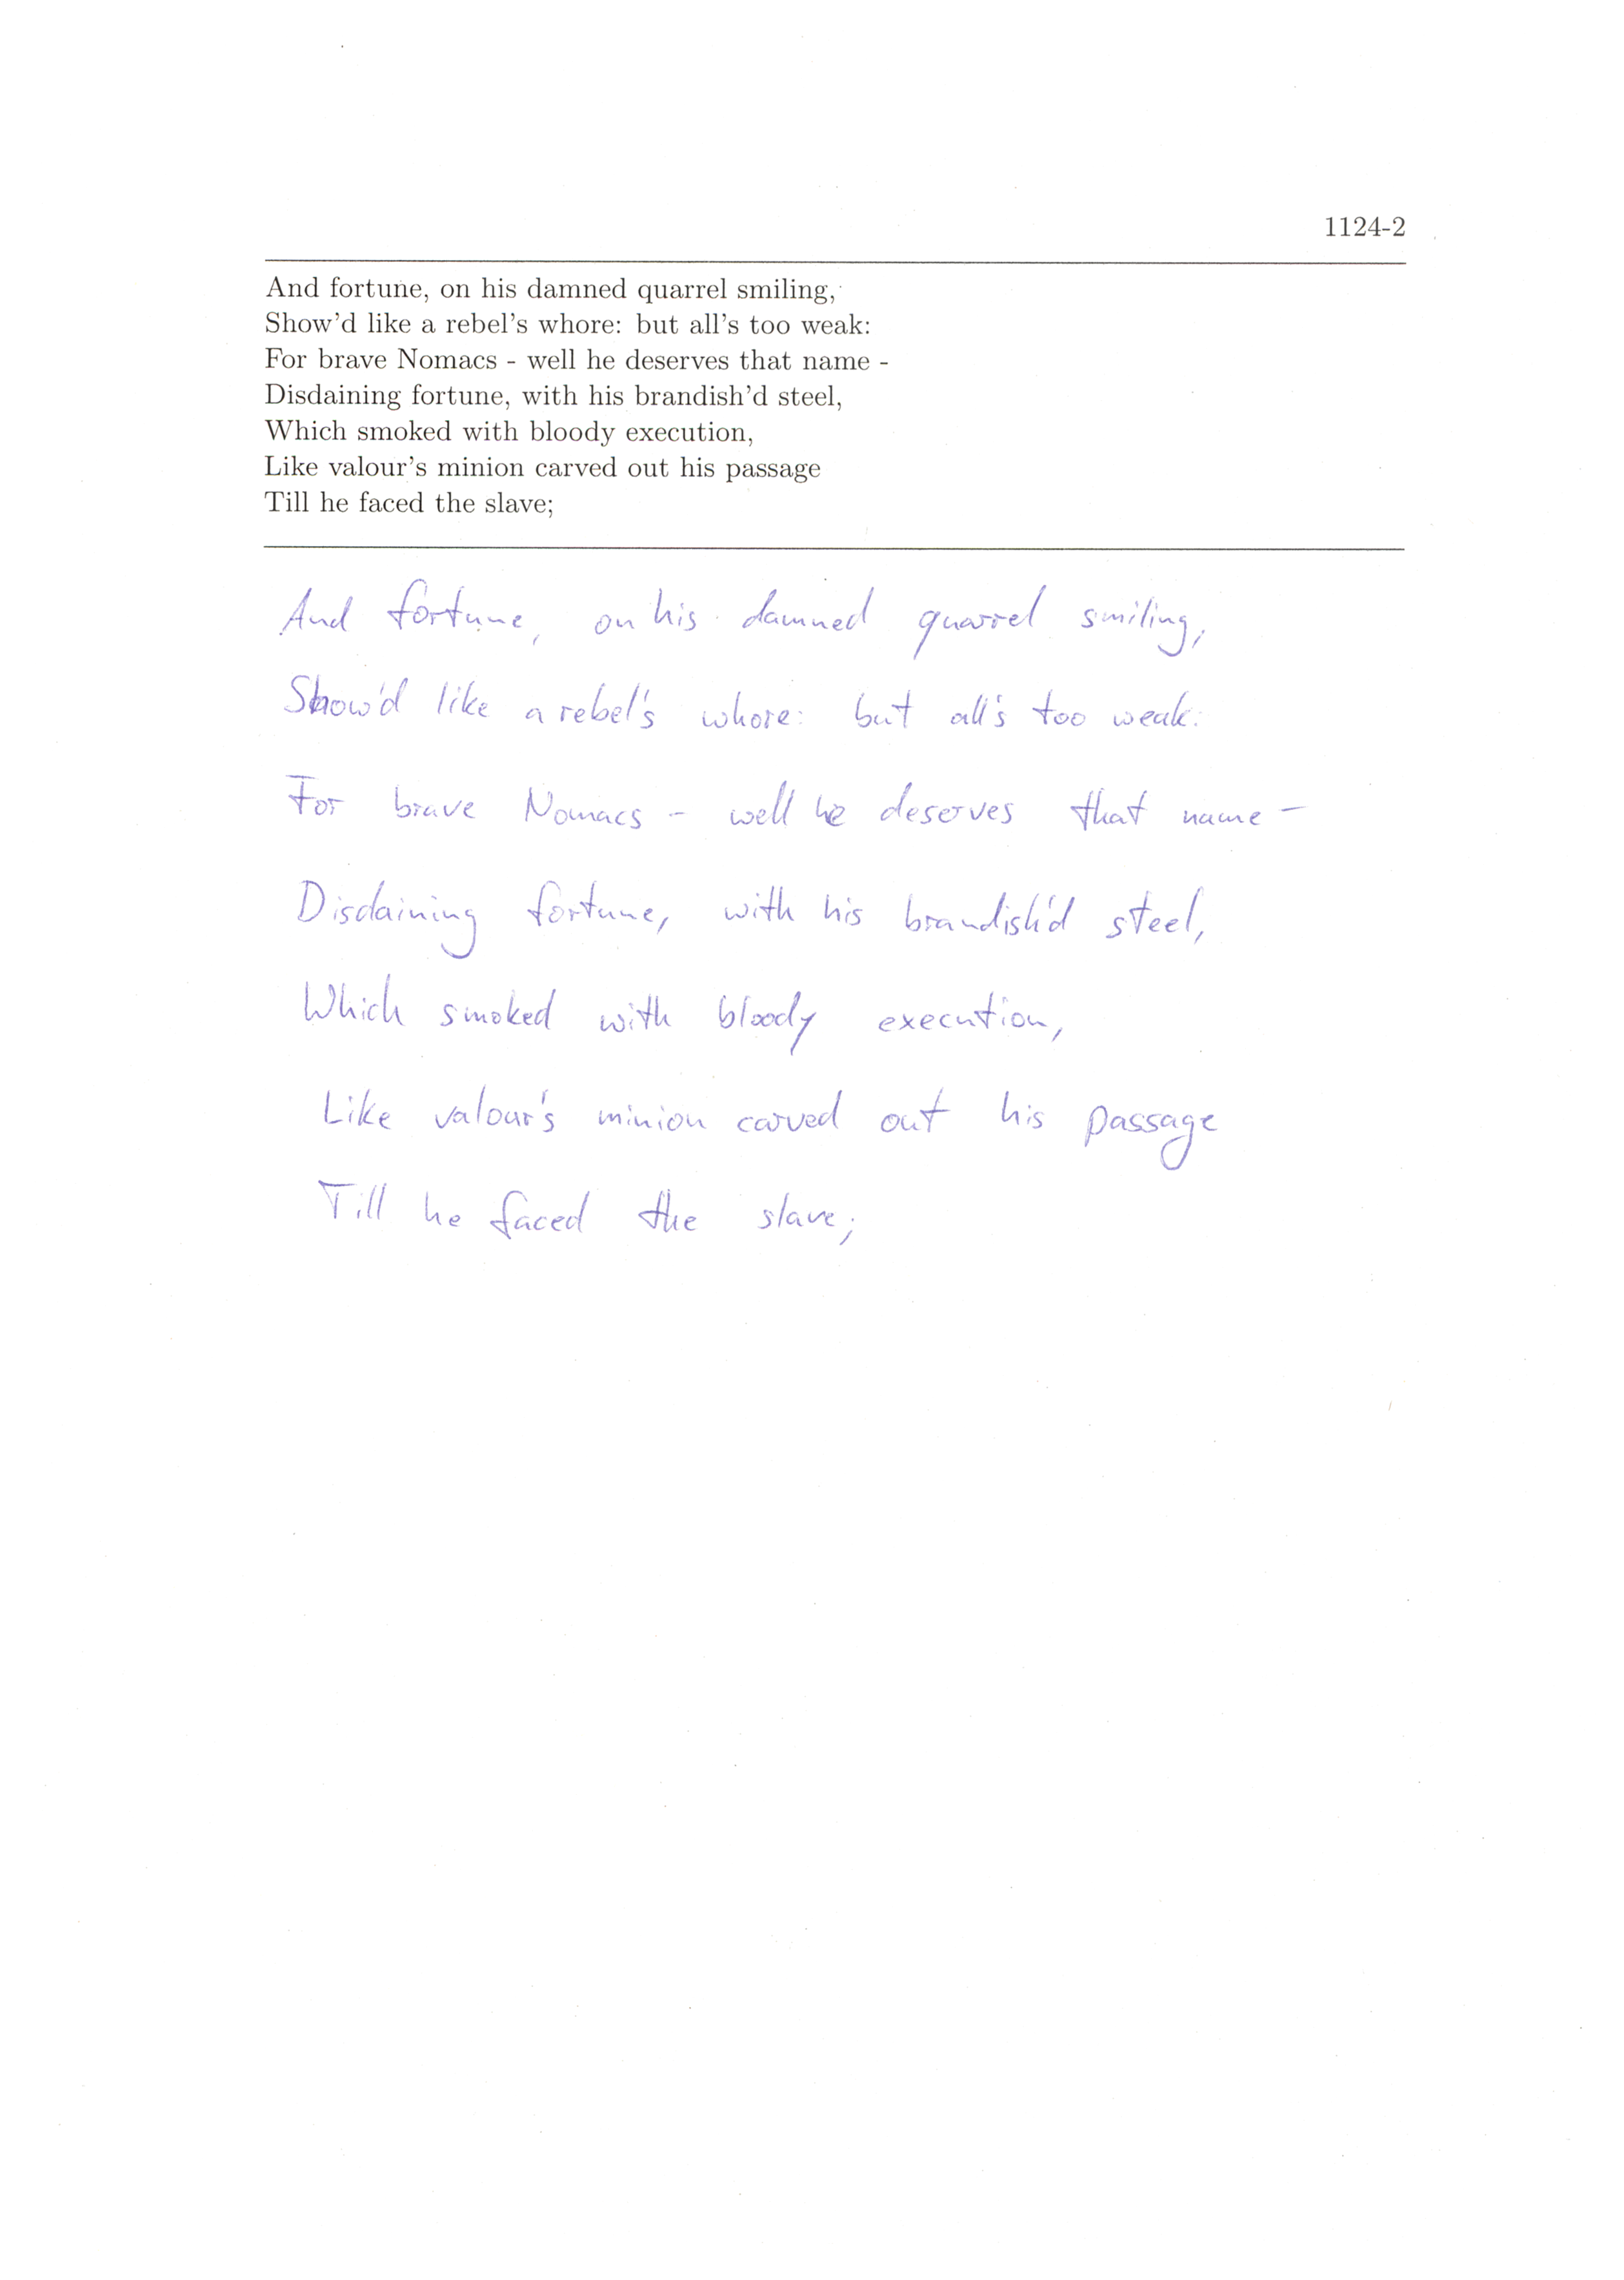 1124-2
And fortune, on his damned quarrel smiling,
Show'd like a rebel's whore: but all's too weak:
For brave Nomacs - well he deserves that name -
Disdaining fortune, with his brandish'd steel,
Which smoked with bloody execution,
Like valour's minion carved out his passage
Till he faced the slave;
And fortune, on his damned quarrel smiling,
Show'd like a rebel's whore: but all's too weak:
For brave Nomacs - well he deserves that name -
Disdaining fortune, with his brandish'd steel,
Which smoked with bloody execution,
Like valour's minion carved out his passage
Till he faced the slave;